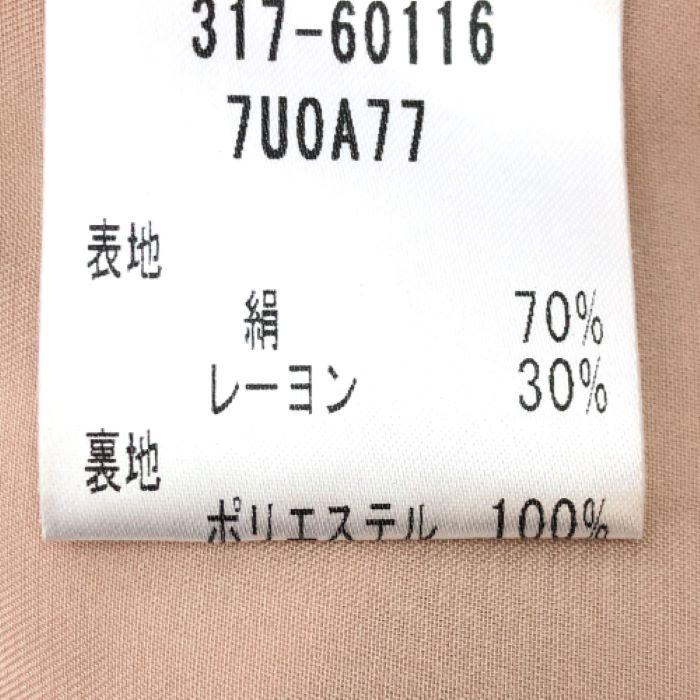 317-60116
7U0A77
表地
絹 70%
レーヨン 30%
裏地
ポリエステル 100%